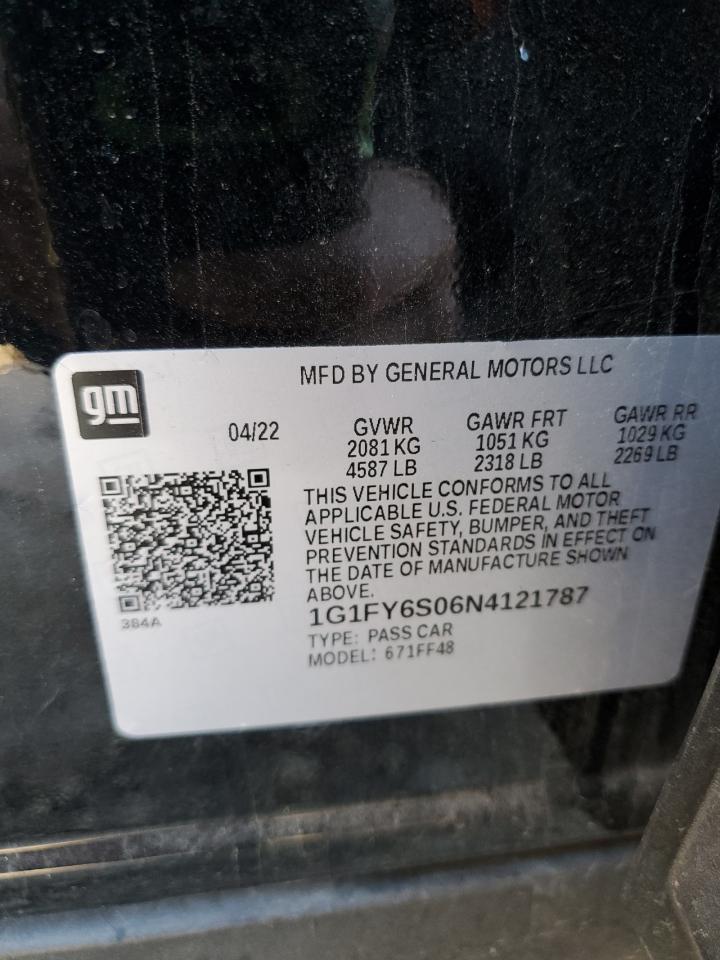 MFD BY GENERAL MOTORS LLC
gm
04/22
GVWR
2081 KG
4587 LB
GAWR FRT
1051 KG
2318 LB
GAWR RR
1029 KG
2269 LB
THIS VEHICLE CONFORMS TO ALL
APPLICABLE U.S. FEDERAL MOTOR
VEHICLE SAFETY, BUMPER, AND THEFT
PREVENTION STANDARDS IN EFFECT ON
THE DATE OF MANUFACTURE SHOWN
ABOVE.
384A
1G1FY6S06N4121787
TYPE: PASS CAR
MODEL: 671FF48